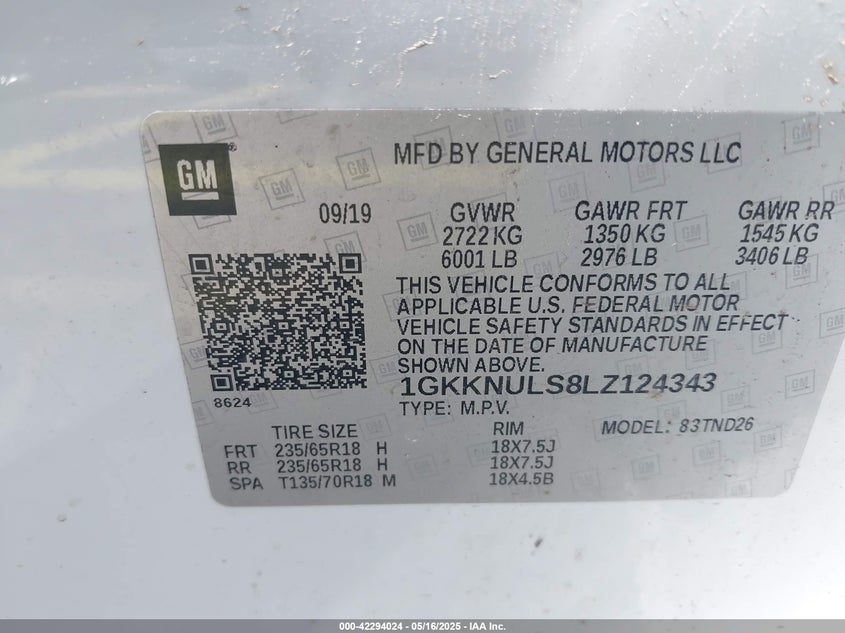 GM
MFD BY GENERAL MOTORS LLC
09/19
GVWR GAWR FRT GAWR RR
2722 KG 1350 KG 1545 KG
6001 LB 2976 LB 3406 LB
THIS VEHICLE CONFORMS TO ALL
APPLICABLE U.S. FEDERAL MOTOR
VEHICLE SAFETY STANDARDS IN EFFECT
ON THE DATE OF MANUFACTURE
SHOWN ABOVE.
1GKKNULS8LZ124343
8624
TYPE: M.P.V.
TIRE SIZE RIM MODEL: 83TND26
FRT 235/65R18 H 18X7.5J
RR 235/65R18 H 18X7.5J
SPA T135/70R18 M 18X4.5B
000-42294024 - 05/16/2025 - IAA Inc.